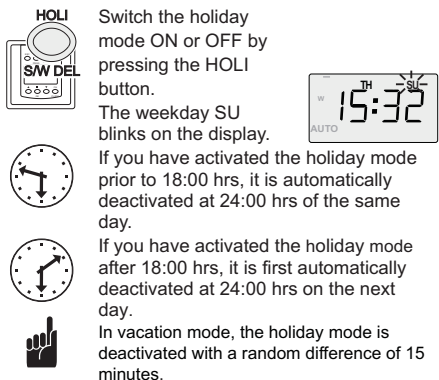 HOLI
S/W DEL
Switch the holiday
mode ON or OFF by
pressing the HOLI
button.
The weekday SU
blinks on the display.
TH SU
W
15:32
AUTO
If you have activated the holiday mode
prior to 18:00 hrs, it is automatically
deactivated at 24:00 hrs of the same
day.
If you have activated the holiday mode
after 18:00 hrs, it is first automatically
deactivated at 24:00 hrs on the next
day.
In vacation mode, the holiday mode is
deactivated with a random difference of 15
minutes.